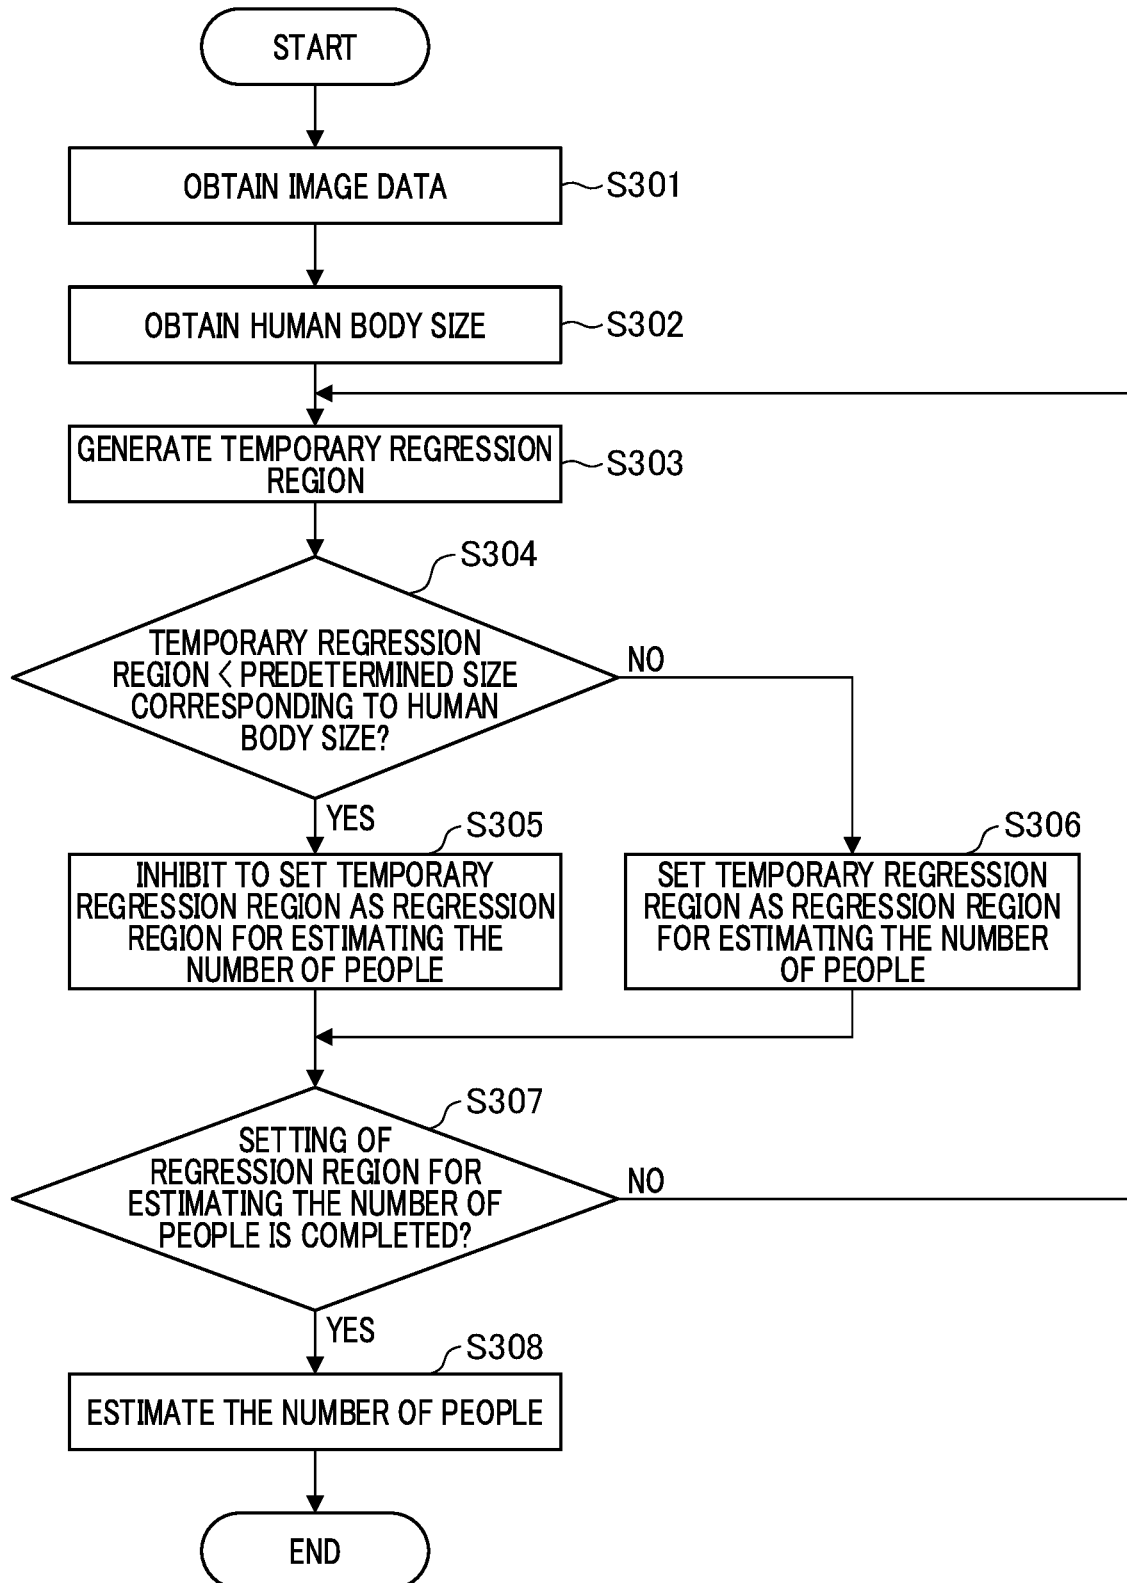 START
OBTAIN IMAGE DATA
S301
OBTAIN HUMAN BODY SIZE
S302
GENERATE TEMPORARY REGRESSION
REGION
S303
S304
TEMPORARY REGRESSION
REGION < PREDETERMINED SIZE
CORRESPONDING TO HUMAN
BODY SIZE?
NO
YES
S305
INHIBIT TO SET TEMPORARY
REGRESSION REGION AS REGRESSION
REGION FOR ESTIMATING THE
NUMBER OF PEOPLE
S306
SET TEMPORARY REGRESSION
REGION AS REGRESSION REGION
FOR ESTIMATING THE NUMBER
OF PEOPLE
S307
SETTING OF
REGRESSION REGION FOR
ESTIMATING THE NUMBER OF
PEOPLE IS COMPLETED?
NO
YES
S308
ESTIMATE THE NUMBER OF PEOPLE
END